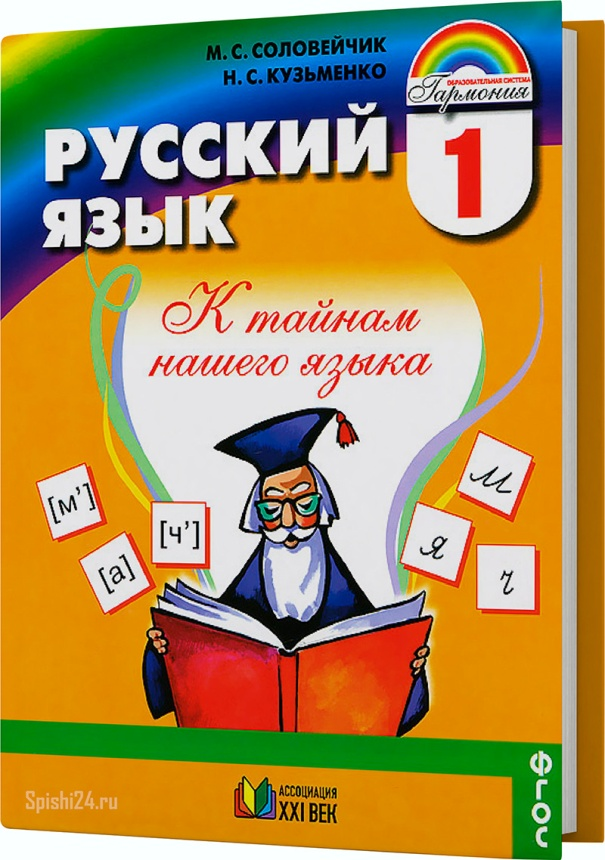 М. С. СОЛОВЕЙЧИК
Н. С. КУЗЬМЕНКО
ОБРАЗОВАТЕЛЬНАЯ СИСТЕМА
Гармония
1
РУССКИЙ
ЯЗЫК
К тайнам
нашего языка
[м']
[а]
[ч']
м
я
ч
АССОЦИАЦИЯ
XXI ВЕК
Spishi24.ru
ФГОС